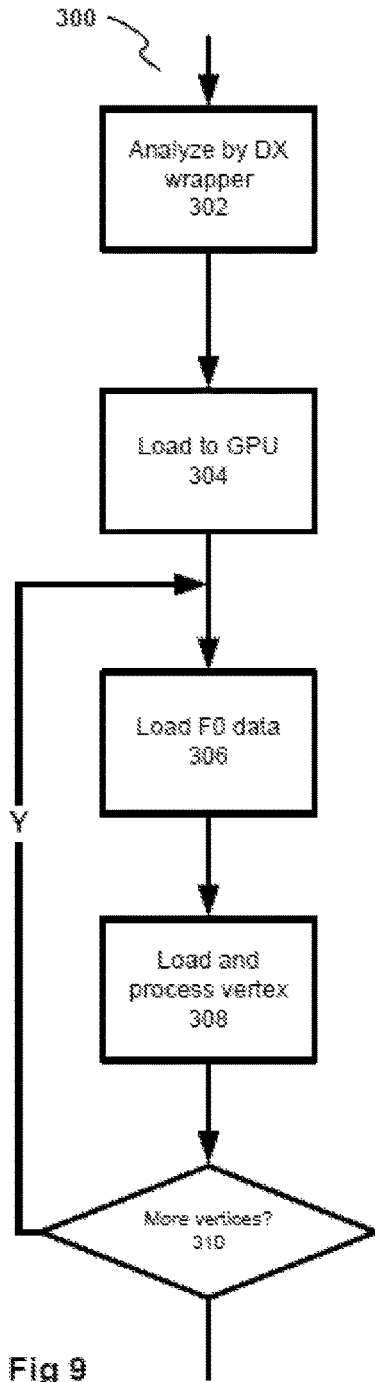 300
Analyze by DX
wrapper
302
Load to GPU
304
Load F0 data
306
Y
Load and
process vertex
308
More vertices?
310
Fig 9